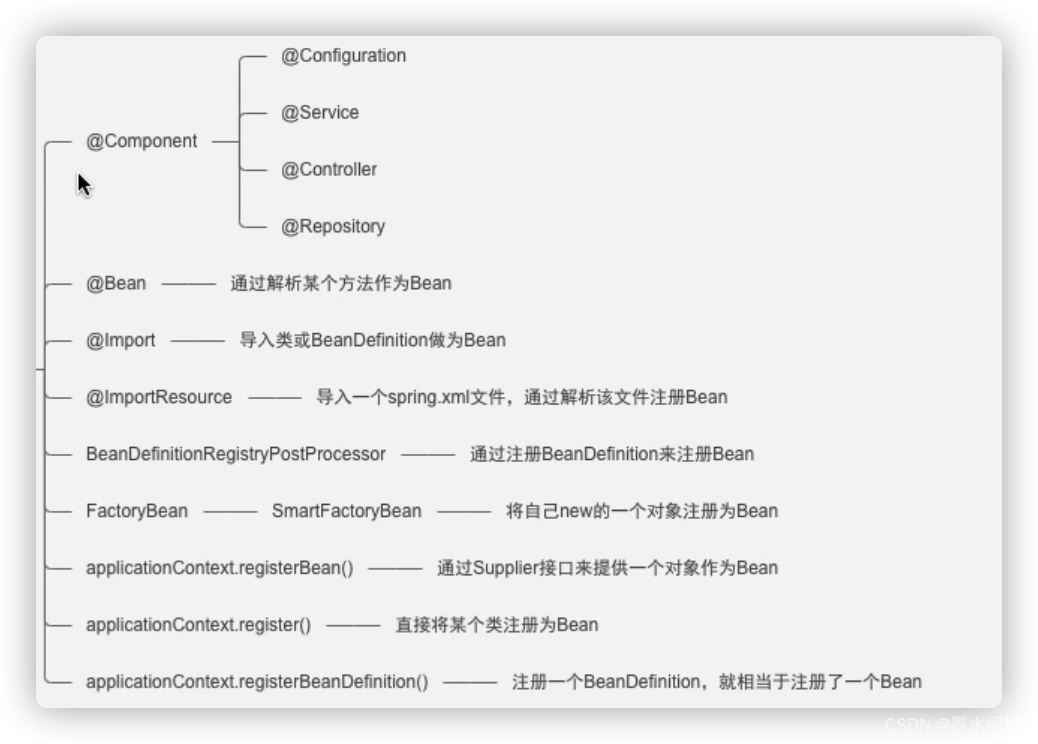 @Configuration
@Service
@Component
@Controller
@Repository
@Bean 通过解析某个方法作为Bean
@Import 导入类或BeanDefinition做为Bean
@ImportResource 导入一个spring.xml文件，通过解析该文件注册Bean
BeanDefinitionRegistryPostProcessor 通过注册BeanDefinition来注册Bean
FactoryBean SmartFactoryBean 将自己new的一个对象注册为Bean
applicationContext.registerBean() 通过Supplier接口来提供一个对象作为Bean
applicationContext.register() 直接将某个类注册为Bean
applicationContext.registerBeanDefinition() 注册一个BeanDefinition，就相当于注册了一个Bean
CSDN